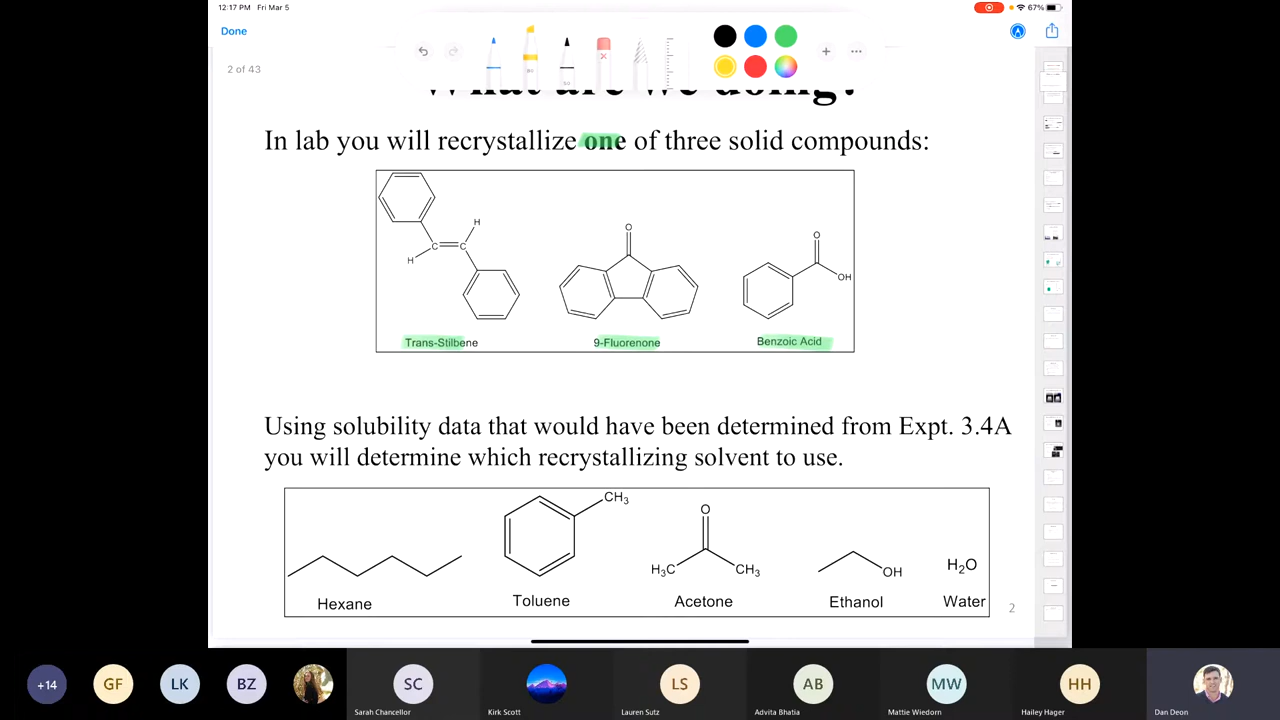 12:17 PM Fri Mar 5
67%
Done
2 of 43
What are we doing?
In lab you will recrystallize one of three solid compounds:
H
C C
H
O
O
OH
Trans-Stilbene
9-Fluorenone
Benzoic Acid
Using solubility data that would have been determined from Expt. 3.4A
you will determine which recrystallizing solvent to use.
CH3
O
H3C
CH3
OH
H2O
Hexane
Toluene
Acetone
Ethanol
Water
2
+14
GF
LK
BZ
SC
LS
AB
MW
HH
Sarah Chancellor
Kirk Scott
Lauren Sutz
Advita Bhatia
Mattie Wiedorn
Hailey Hager
Dan Deon